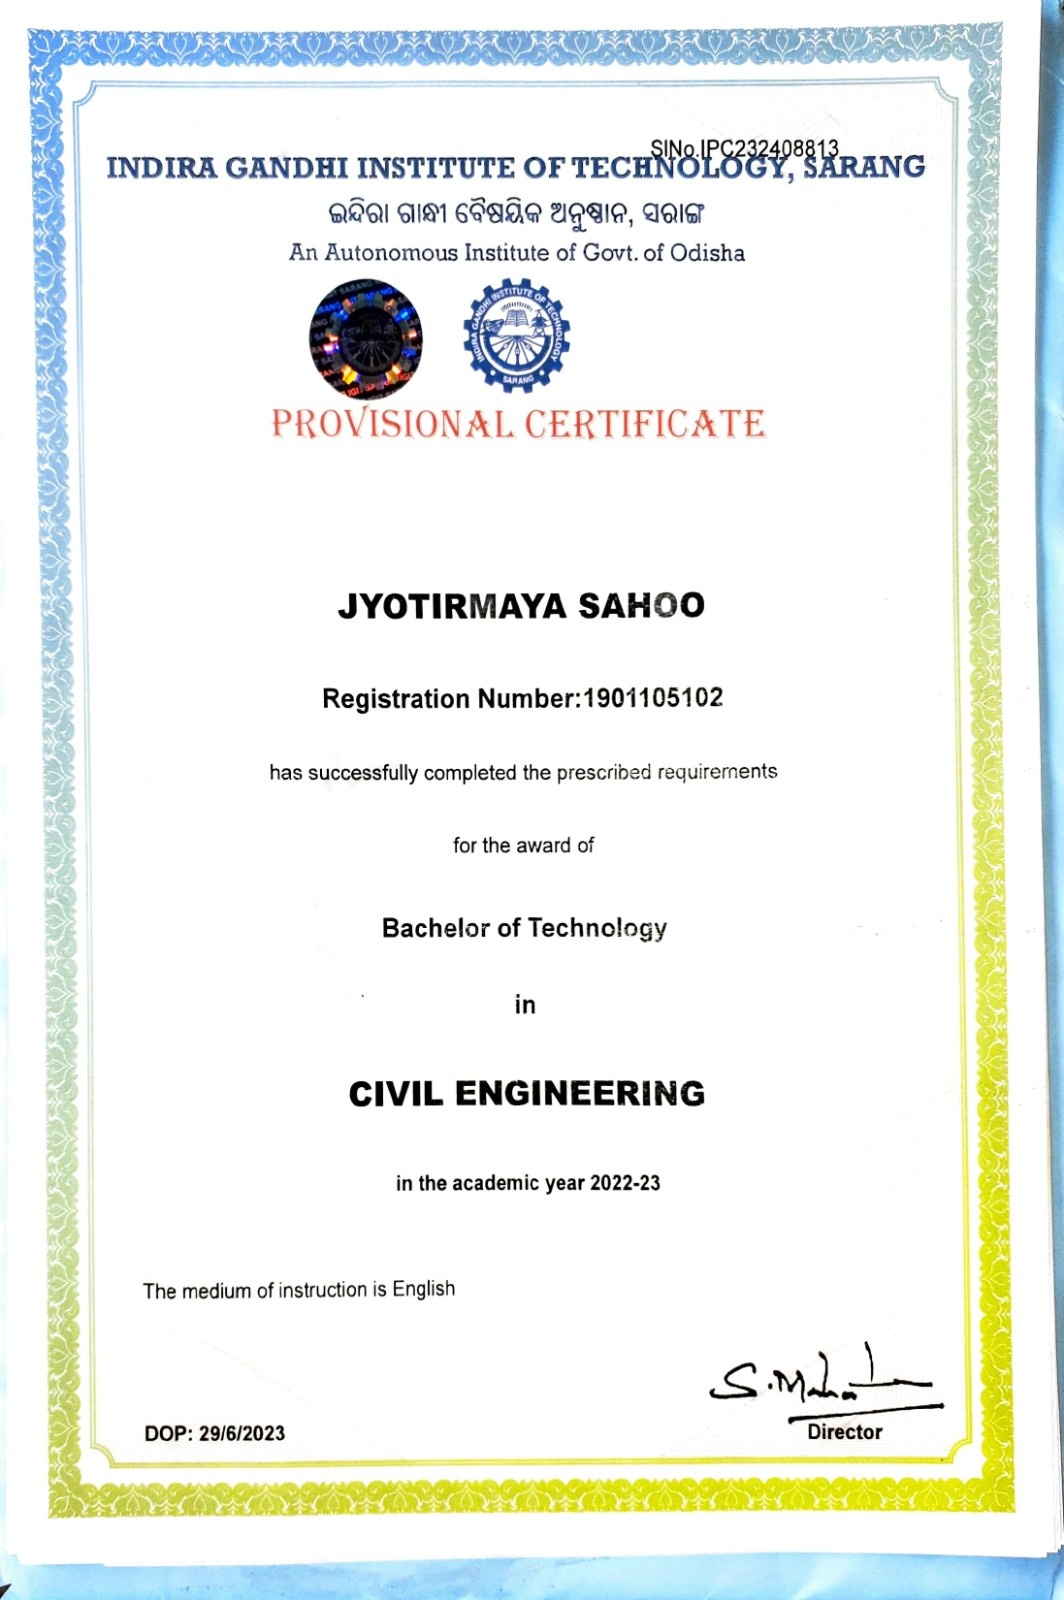 SlNo.IPC232408813
INDIRA GANDHI INSTITUTE OF TECHNOLOGY, SARANG
ଇନ୍ଦିରା ଗାନ୍ଧୀ ବୈଷୟିକ ଅନୁଷ୍ଠାନ, ସରାଙ୍ଗ
An Autonomous Institute of Govt. of Odisha
INDIRA GANDHI INSTITUTE OF TECHNOLOGY
SARANG
PROVISIONAL CERTIFICATE
JYOTIRMAYA SAHOO
Registration Number:1901105102
has successfully completed the prescribed requirements
for the award of
Bachelor of Technology
in
CIVIL ENGINEERING
in the academic year 2022-23
The medium of instruction is English
DOP: 29/6/2023
Director